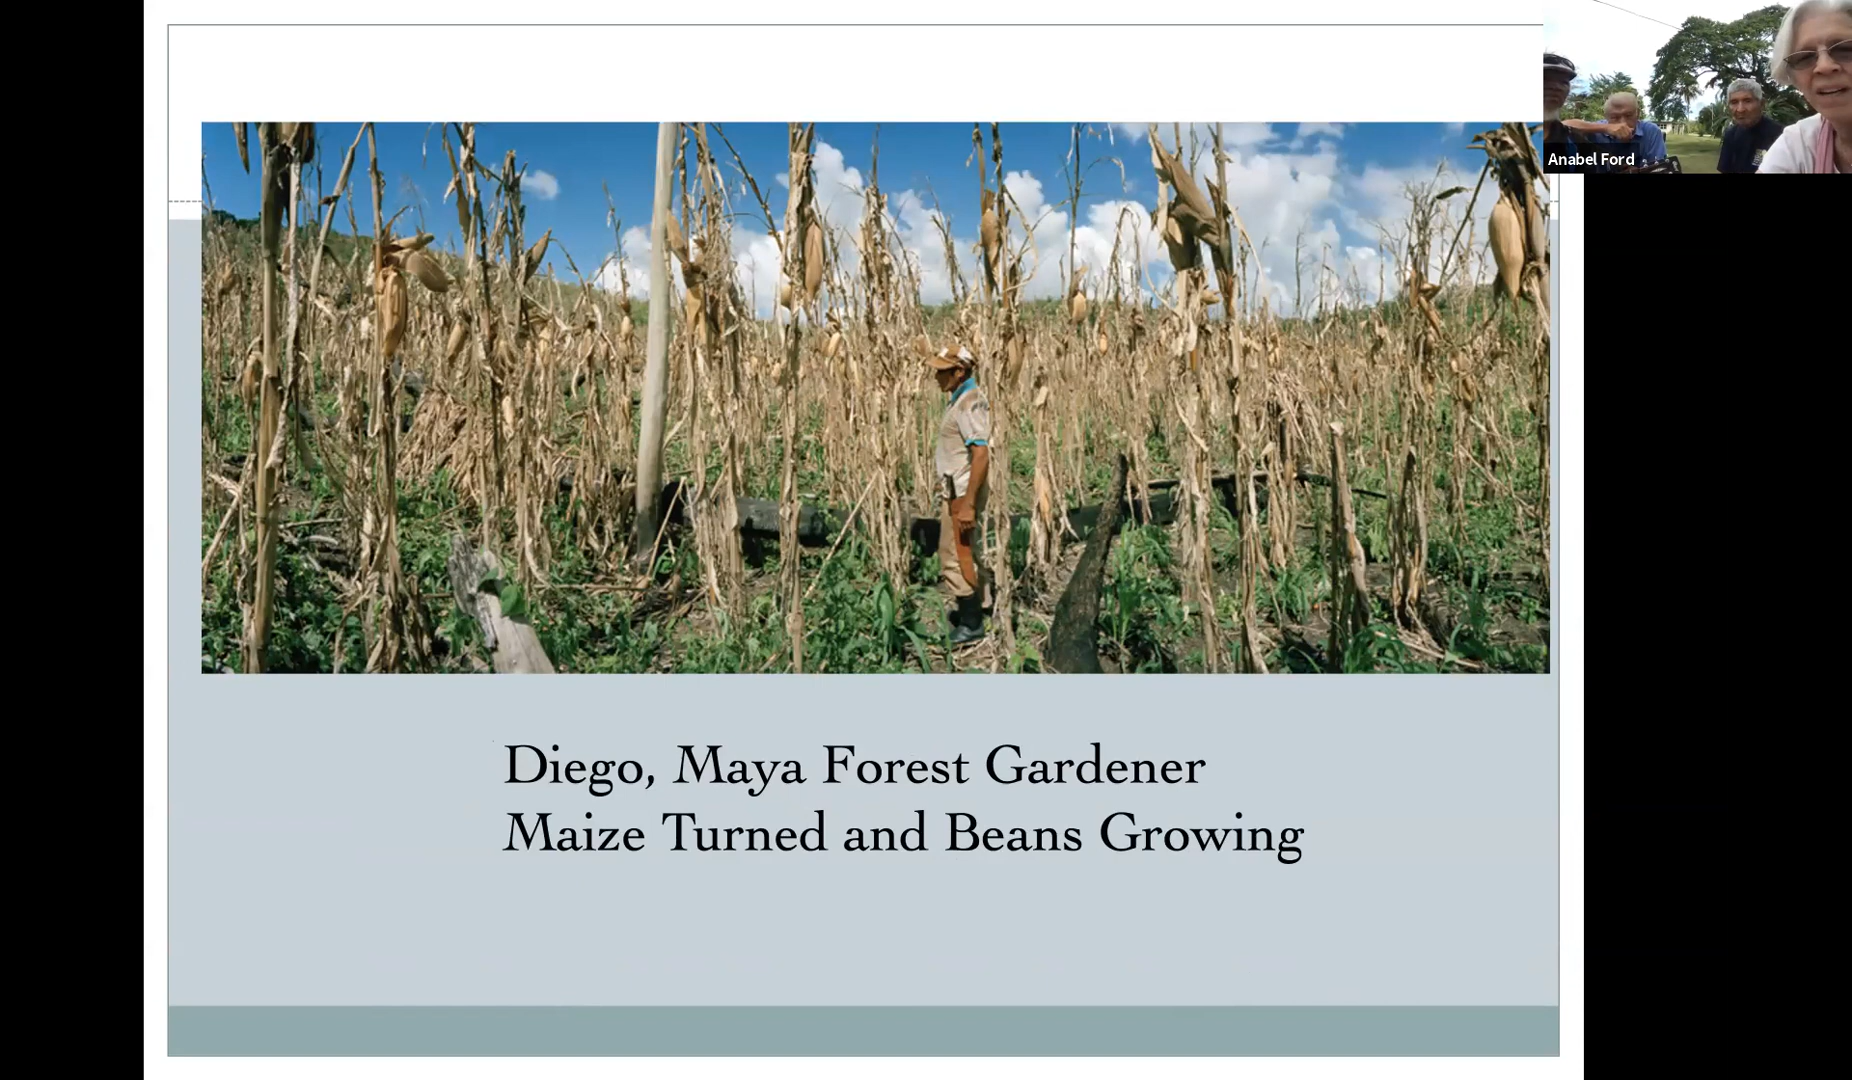 Anabel Ford
Diego, Maya Forest Gardener
Maize Turned and Beans Growing